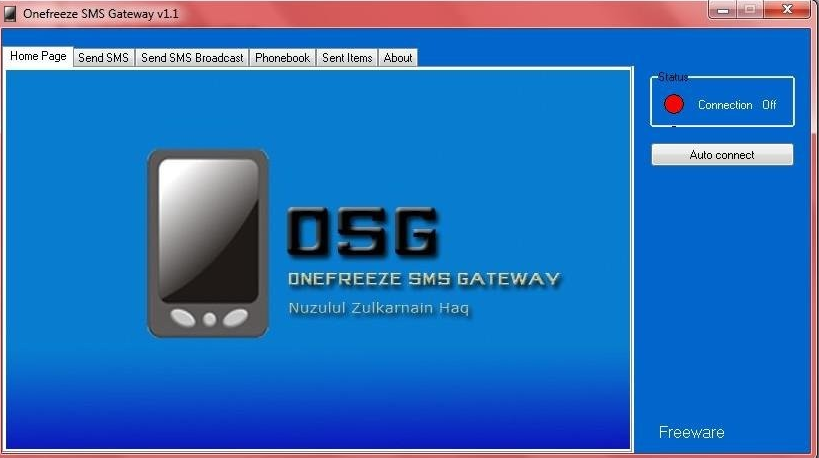 Onefreeze SMS Gateway v1.1
Home Page Send SMS Send SMS Broadcast Phonebook Sent Items About
Status
Connection Off
Auto connect
OSG
ONEFREEZE SMS GATEWAY
Nuzulul Zulkarnain Haq
Freeware